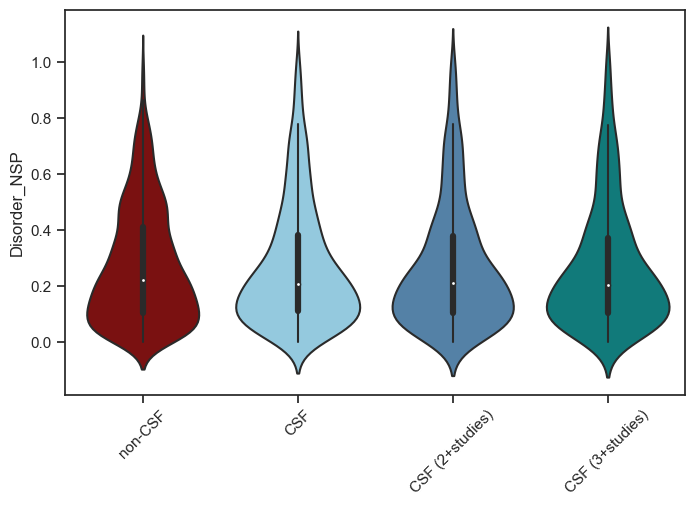 Disorder_NSP
1.0
0.8
0.6
0.4
0.2
0.0
non-CSF
CSF
CSF (2+studies)
CSF (3+studies)